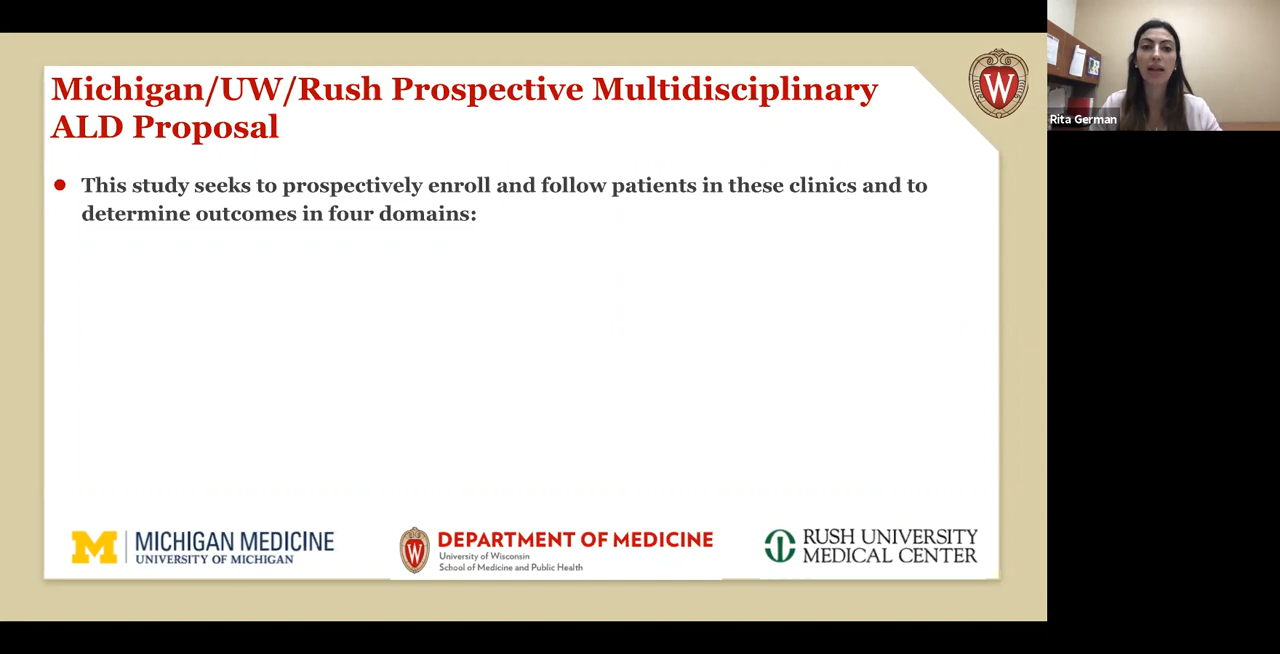 Michigan/UW/Rush Prospective Multidisciplinary
ALD Proposal
W
Rita German
● This study seeks to prospectively enroll and follow patients in these clinics and to
determine outcomes in four domains:
M
MICHIGAN MEDICINE
UNIVERSITY OF MICHIGAN
W
DEPARTMENT OF MEDICINE
University of Wisconsin
School of Medicine and Public Health
RUSH UNIVERSITY
MEDICAL CENTER